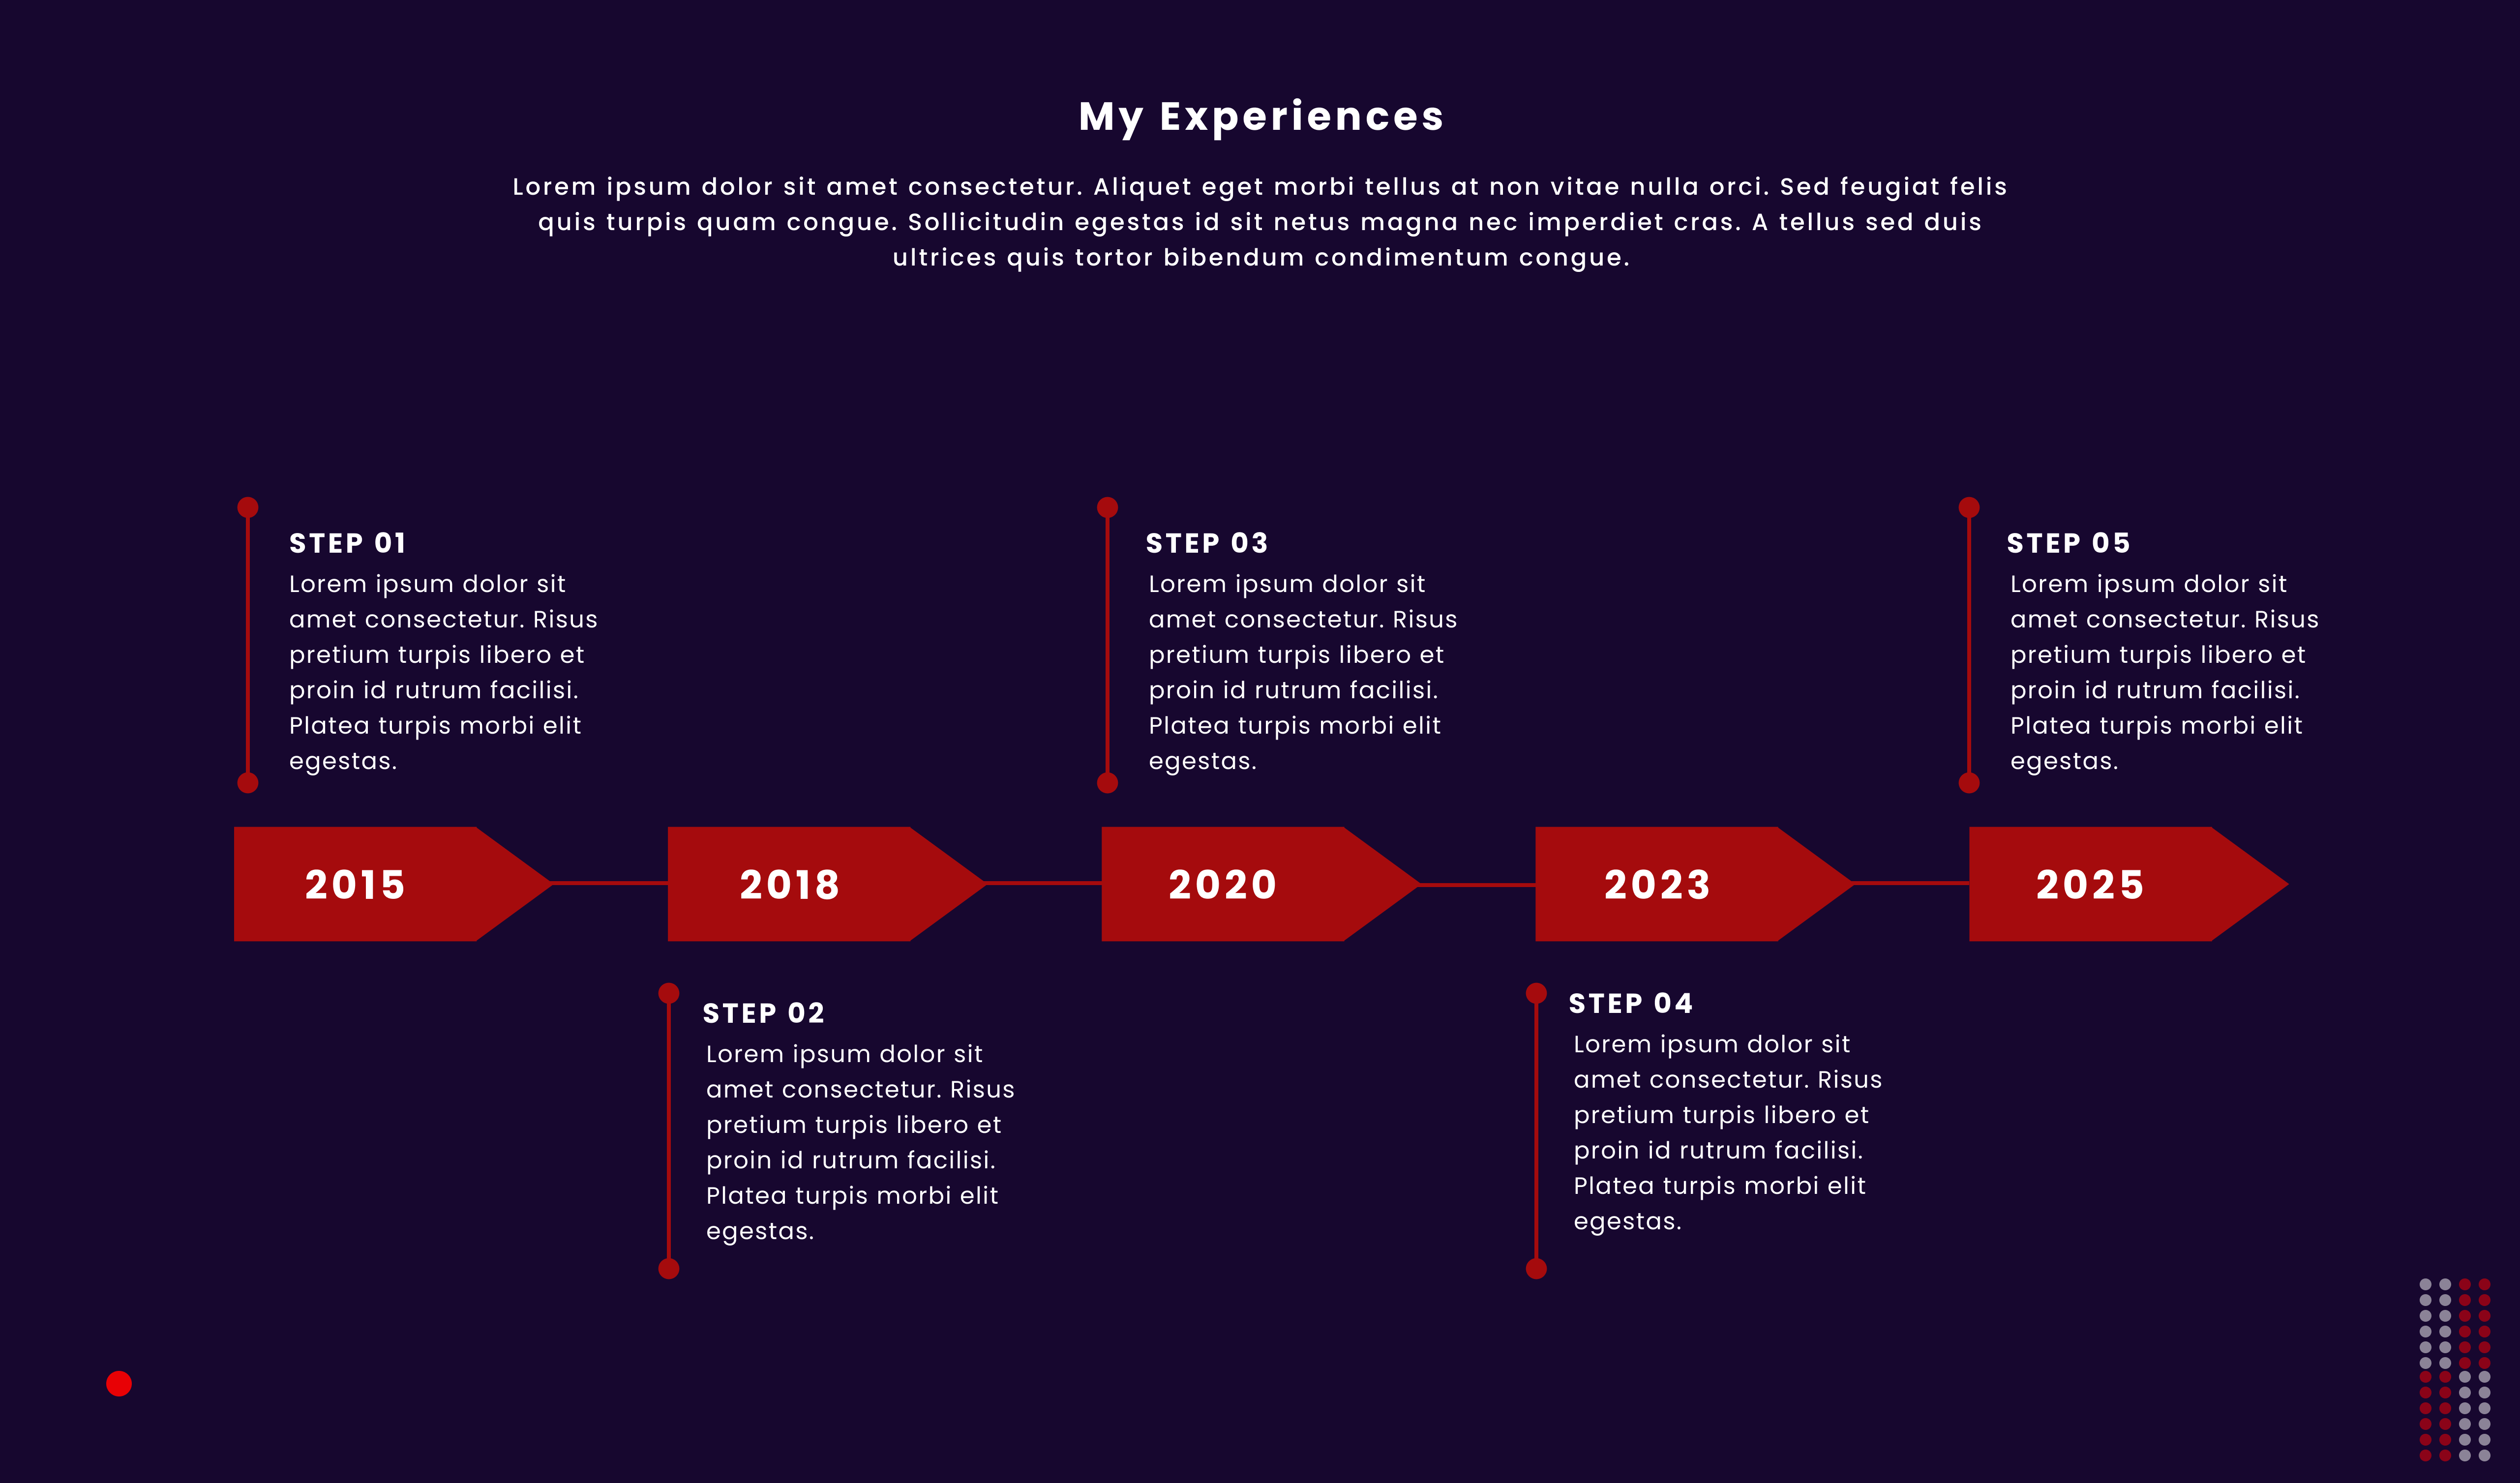 My Experiences
Lorem ipsum dolor sit amet consectetur. Aliquet eget morbi tellus at non vitae nulla orci. Sed feugiat felis
quis turpis quam congue. Sollicitudin egestas id sit netus magna nec imperdiet cras. A tellus sed duis
ultrices quis tortor bibendum condimentum congue.
STEP 01
Lorem ipsum dolor sit
amet consectetur. Risus
pretium turpis libero et
proin id rutrum facilisi.
Platea turpis morbi elit
egestas.
STEP 03
Lorem ipsum dolor sit
amet consectetur. Risus
pretium turpis libero et
proin id rutrum facilisi.
Platea turpis morbi elit
egestas.
STEP 05
Lorem ipsum dolor sit
amet consectetur. Risus
pretium turpis libero et
proin id rutrum facilisi.
Platea turpis morbi elit
egestas.
2015
2018
2020
2023
2025
STEP 02
Lorem ipsum dolor sit
amet consectetur. Risus
pretium turpis libero et
proin id rutrum facilisi.
Platea turpis morbi elit
egestas.
STEP 04
Lorem ipsum dolor sit
amet consectetur. Risus
pretium turpis libero et
proin id rutrum facilisi.
Platea turpis morbi elit
egestas.